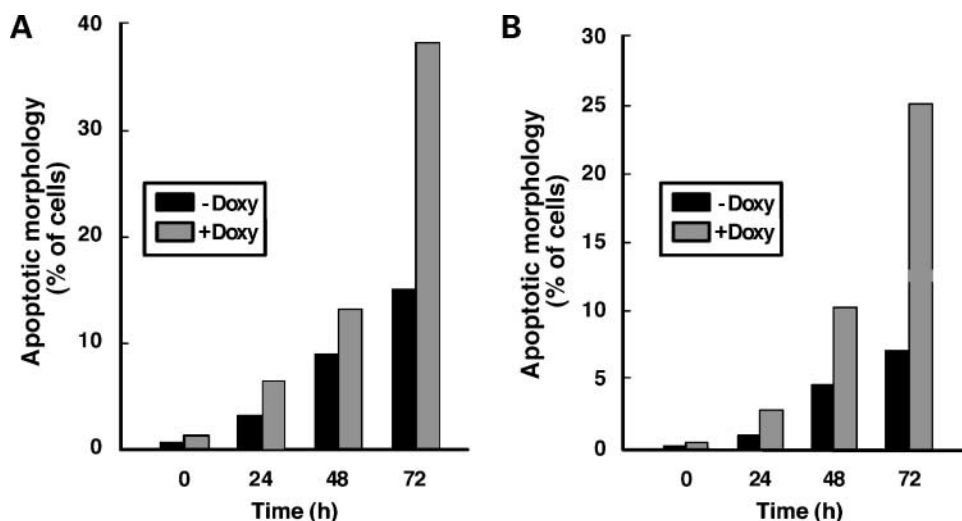 A
Apoptotic morphology
(% of cells)
40
30
20
10
0
- Doxy
+Doxy
0 24 48 72
Time (h)
B
Apoptotic morphology
(% of cells)
30
25
20
15
10
5
0
- Doxy
+Doxy
0 24 48 72
Time (h)